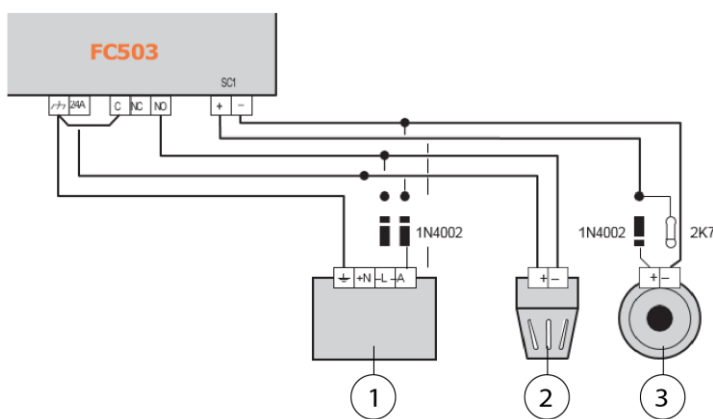 FC503
SC1
24A C NC NO + −
1N4002 1N4002 2K7
+N −L −A + − + −
1 2 3